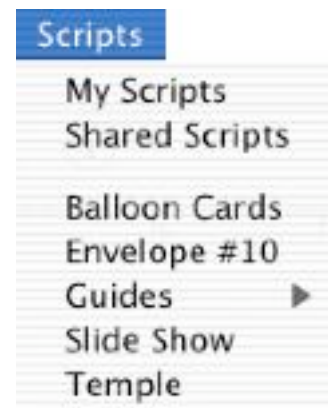 Scripts
My Scripts
Shared Scripts
Balloon Cards
Envelope #10
Guides
Slide Show
Temple